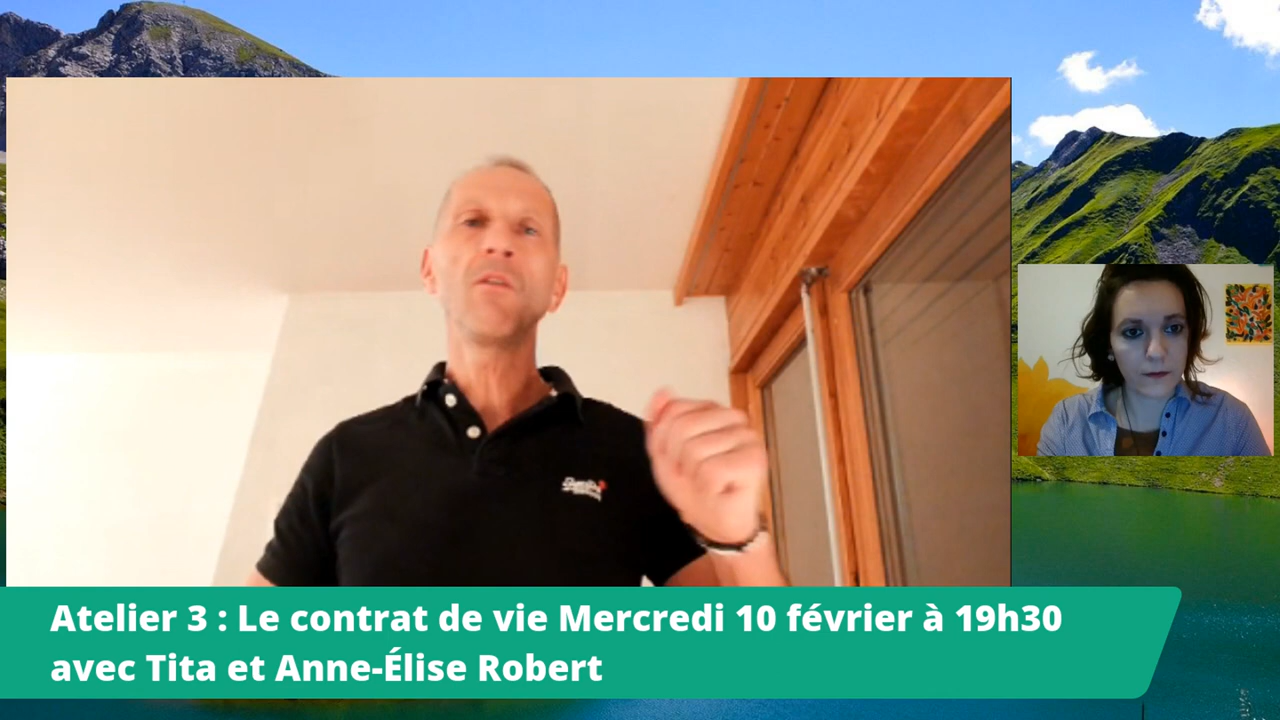 Atelier 3 : Le contrat de vie Mercredi 10 février à 19h30
avec Tita et Anne-Élise Robert